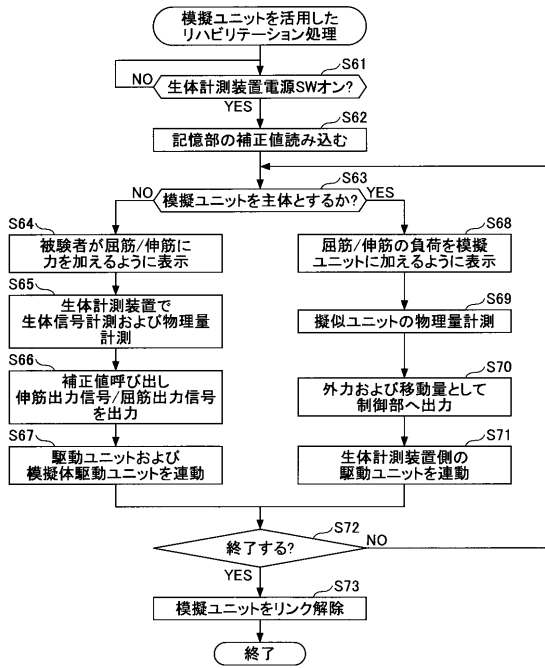 模擬ユニットを活用した
リハビリテーション処理
S61
NO
生体計測装置電源SWオン?
YES
S62
記憶部の補正値読み込む
S63
NO
模擬ユニットを主体とするか?
YES
S64
被験者が屈筋/伸筋に
力を加えるように表示
S65
生体計測装置で
生体信号計測および物理量
計測
S66
補正値呼び出し
伸筋出力信号/屈筋出力信号
を出力
S67
駆動ユニットおよび
模擬体駆動ユニットを連動
S68
屈筋/伸筋の負荷を模擬
ユニットに加えるように表示
S69
擬似ユニットの物理量計測
S70
外力および移動量として
制御部へ出力
S71
生体計測装置側の
駆動ユニットを連動
S72
終了する?
NO
YES
S73
模擬ユニットをリンク解除
終了